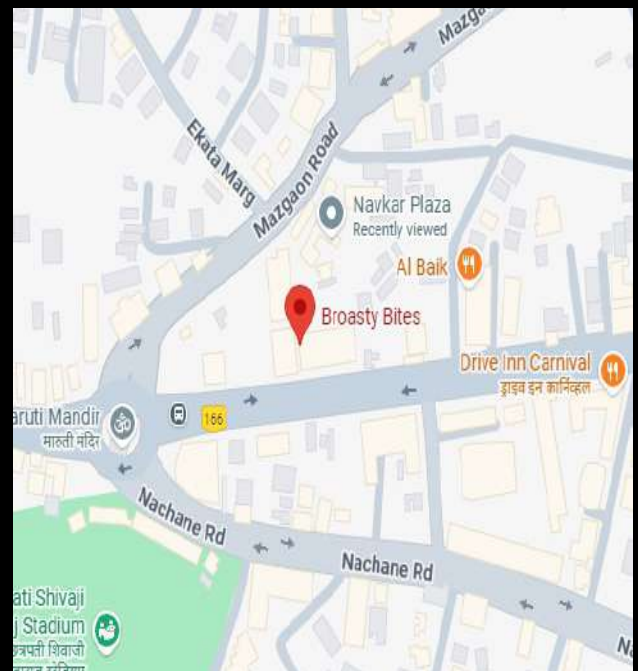 Mazga
Ekata Marg
Mazgaon Road
Navkar Plaza
Recently viewed
Al Baik
Broasty Bites
Drive Inn Carnival
ड्राइव इन कार्निव्हल
aruti Mandir
मारुती मंदिर
166
Nachane Rd
Nachane Rd
N
ati Shivaji
j Stadium
छत्रपती शिवाजी